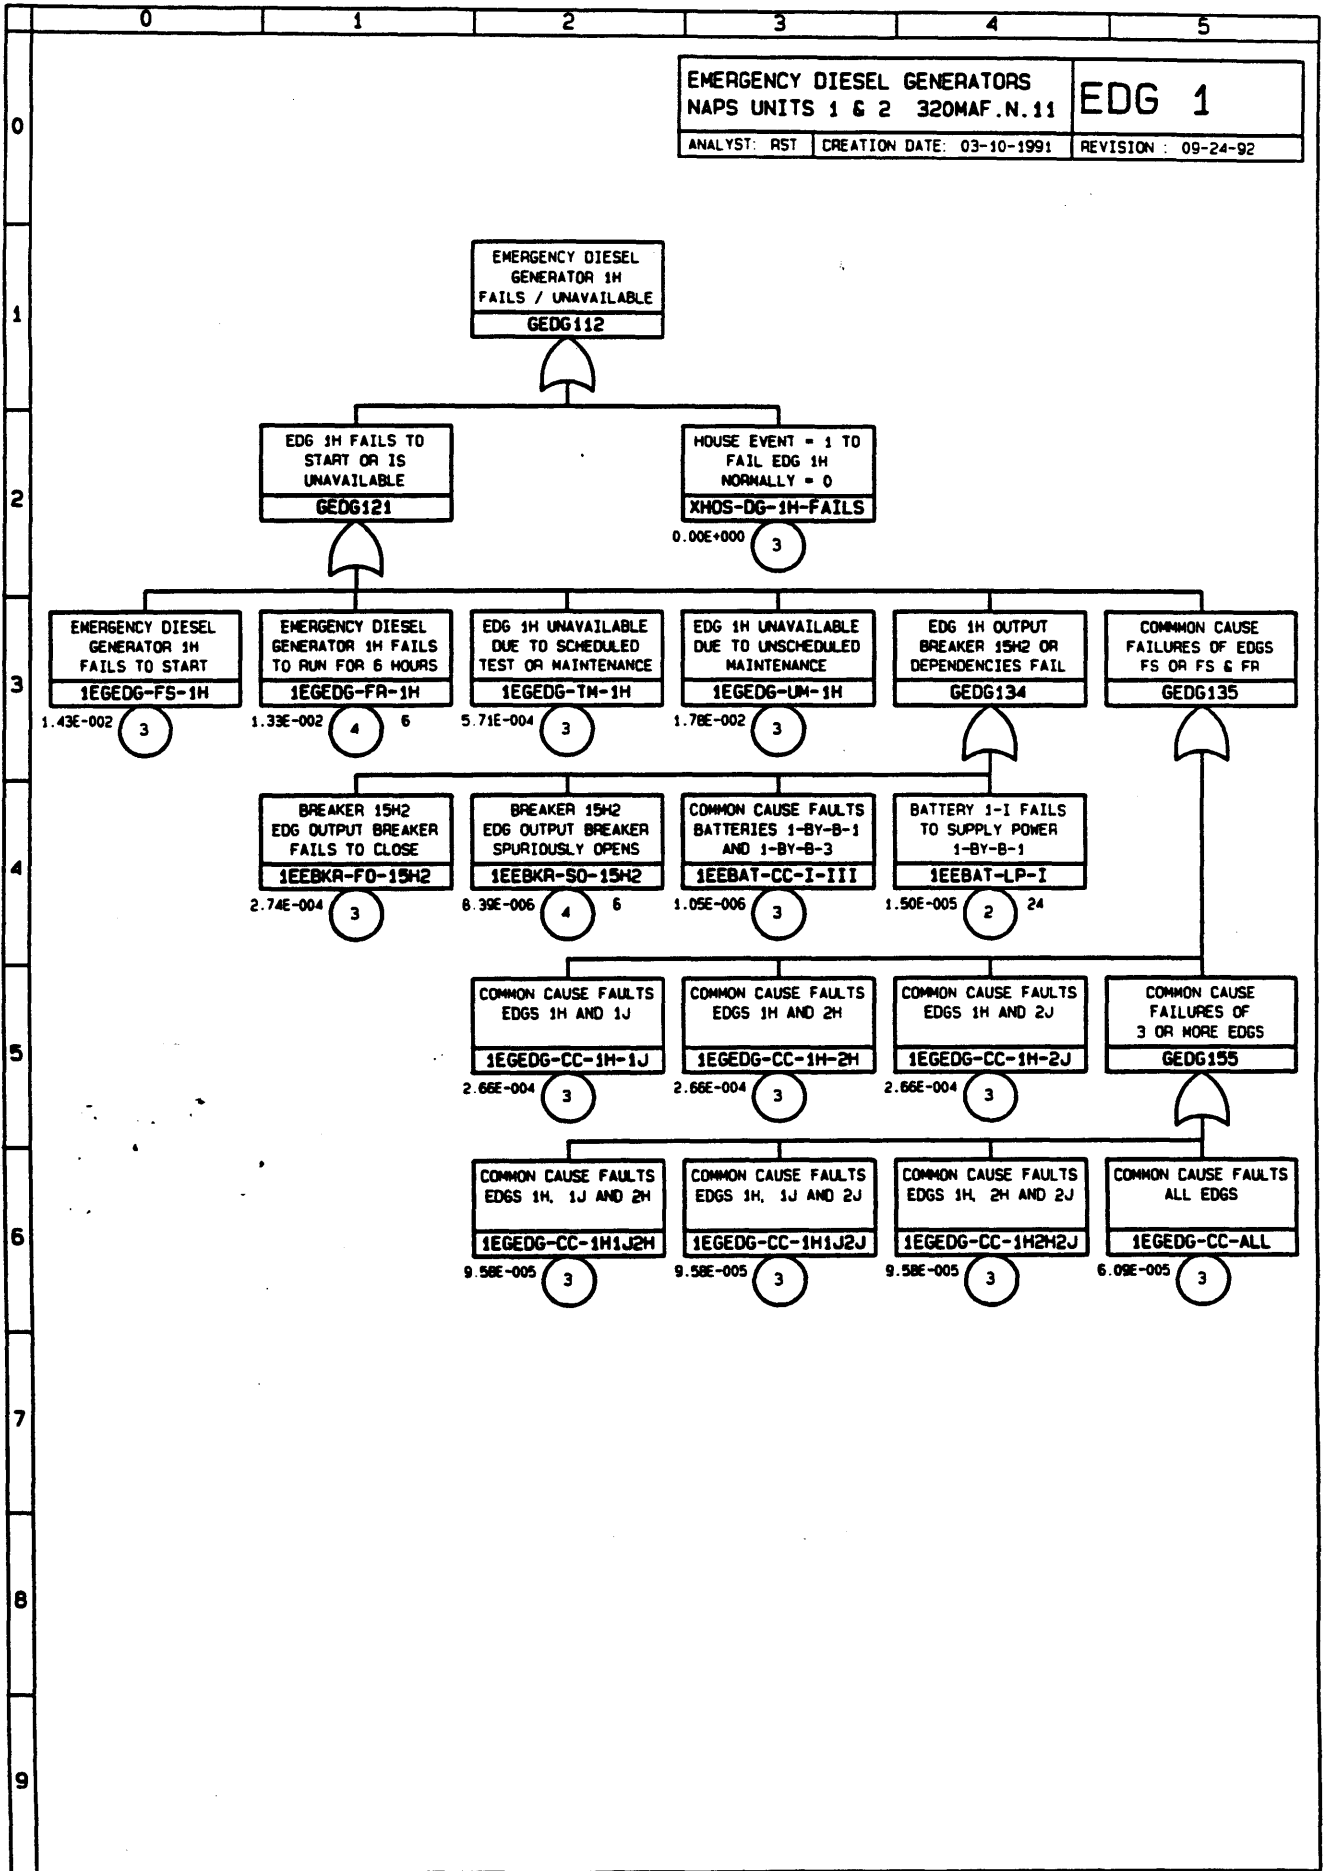 0 1 2 3 4 5
EMERGENCY DIESEL GENERATORS
NAPS UNITS 1 & 2 320MAF.N.11
EDG 1
ANALYST: RST CREATION DATE: 03-10-1991 REVISION : 09-24-92
0
EMERGENCY DIESEL
GENERATOR 1H
FAILS / UNAVAILABLE
GEDG112
1
EDG 1H FAILS TO
START OR IS
UNAVAILABLE
GEDG121
HOUSE EVENT = 1 TO
FAIL EDG 1H
NORMALLY = 0
XHOS-DG-1H-FAILS
0.00E+000 3
2
EMERGENCY DIESEL
GENERATOR 1H
FAILS TO START
1EGEDG-FS-1H
1.43E-002 3
EMERGENCY DIESEL
GENERATOR 1H FAILS
TO RUN FOR 6 HOURS
1EGEDG-FR-1H
1.33E-002 4 6
EDG 1H UNAVAILABLE
DUE TO SCHEDULED
TEST OR MAINTENANCE
1EGEDG-TM-1H
5.71E-004 3
EDG 1H UNAVAILABLE
DUE TO UNSCHEDULED
MAINTENANCE
1EGEDG-UM-1H
1.78E-002 3
EDG 1H OUTPUT
BREAKER 15H2 OR
DEPENDENCIES FAIL
GEDG134
COMMMON CAUSE
FAILURES OF EDGS
FS OR FS & FR
GEDG135
3
BREAKER 15H2
EDG OUTPUT BREAKER
FAILS TO CLOSE
1EEBKR-FO-15H2
2.74E-004 3
BREAKER 15H2
EDG OUTPUT BREAKER
SPURIOUSLY OPENS
1EEBKR-SO-15H2
8.39E-006 4 6
COMMON CAUSE FAULTS
BATTERIES 1-BY-B-1
AND 1-BY-B-3
1EEBAT-CC-I-III
1.05E-006 3
BATTERY 1-I FAILS
TO SUPPLY POWER
1-BY-B-1
1EEBAT-LP-I
1.50E-005 2 24
4
COMMON CAUSE FAULTS
EDGS 1H AND 1J
1EGEDG-CC-1H-1J
2.66E-004 3
COMMON CAUSE FAULTS
EDGS 1H AND 2H
1EGEDG-CC-1H-2H
2.66E-004 3
COMMON CAUSE FAULTS
EDGS 1H AND 2J
1EGEDG-CC-1H-2J
2.66E-004 3
COMMON CAUSE
FAILURES OF
3 OR MORE EDGS
GEDG155
5
COMMON CAUSE FAULTS
EDGS 1H, 1J AND 2H
1EGEDG-CC-1H1J2H
9.58E-005 3
COMMON CAUSE FAULTS
EDGS 1H, 1J AND 2J
1EGEDG-CC-1H1J2J
9.58E-005 3
COMMON CAUSE FAULTS
EDGS 1H, 2H AND 2J
1EGEDG-CC-1H2H2J
9.58E-005 3
COMMON CAUSE FAULTS
ALL EDGS
1EGEDG-CC-ALL
6.09E-005 3
6
7
8
9